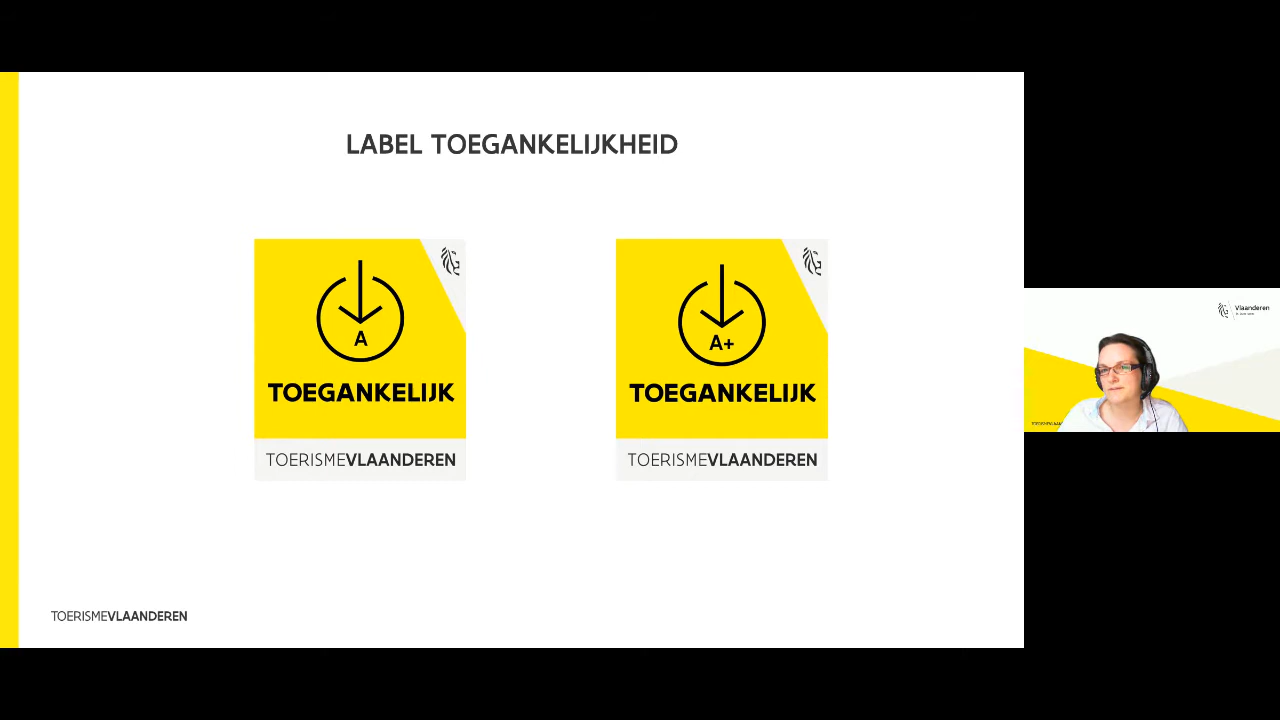 LABEL TOEGANKELIJKHEID
A
TOEGANKELIJK
TOERISMEVLAANDEREN
A+
TOEGANKELIJK
TOERISMEVLAANDEREN
TOERISMEVLAANDEREN
Vlaanderen